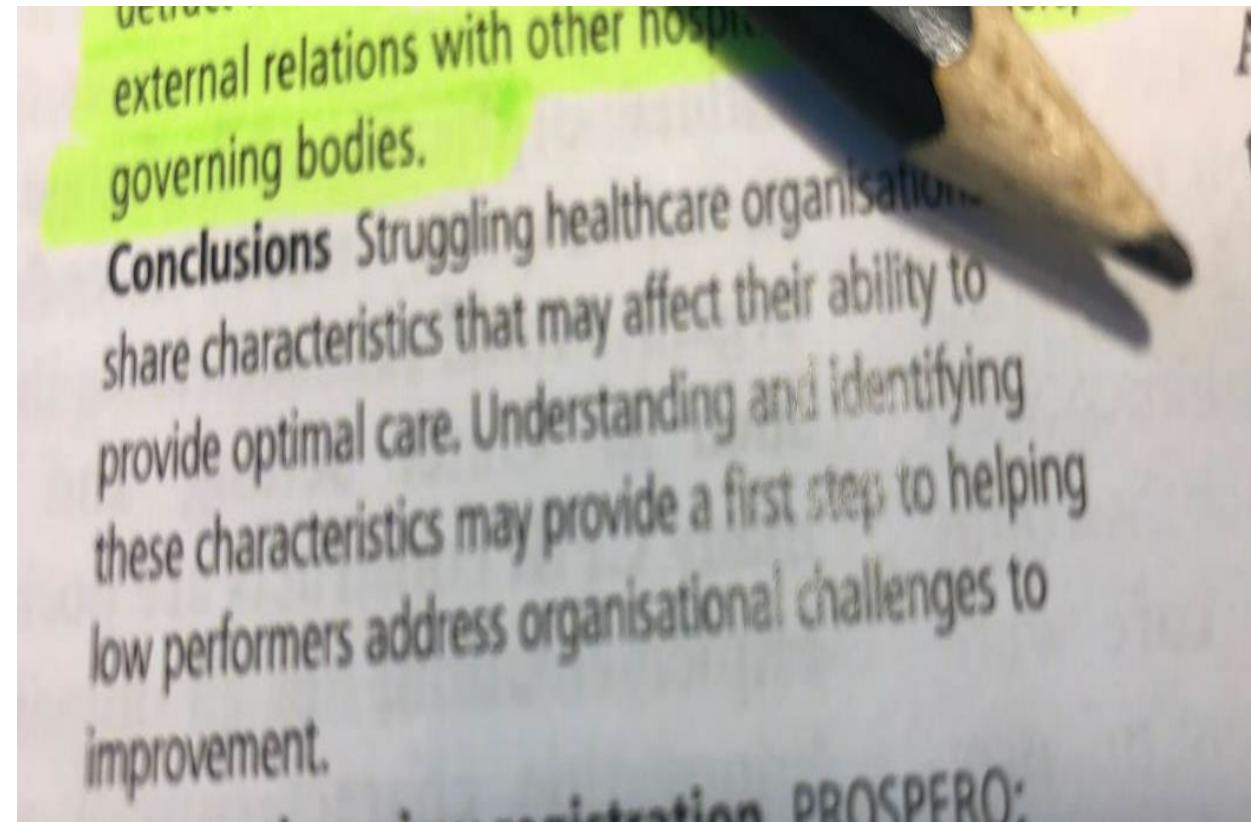 external relations with other
governing bodies.
Conclusions Struggling healthcare
share characteristics that may affect their ability to
provide optimal care. Understanding and identifying
these characteristics may provide a first step to helping
low performers address organisational challenges to
improvement.
registration PROSPERO: